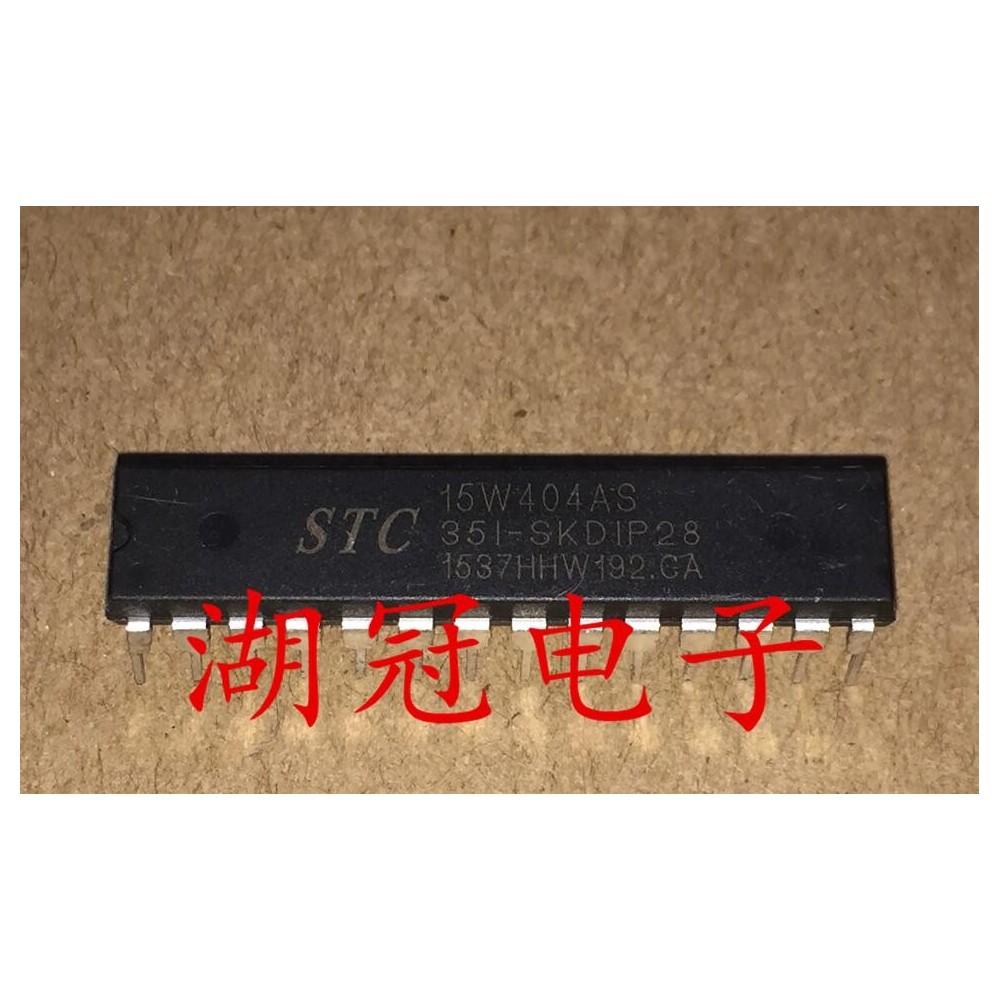 STC
15W404AS
35I-SKDIP28
1537HHW192.CA
湖冠电子